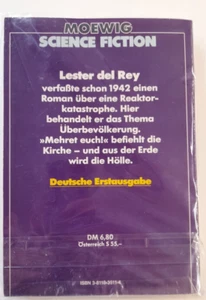 MOEWIG
SCIENCE FICTION
Lester del Rey
verfaßte schon 1942 einen
Roman über eine Reaktor-
katastrophe. Hier
behandelt er das Thema
Überbevölkerung.
»Mehret euch!« befiehlt die
Kirche – und aus der Erde
wird die Hölle.
Deutsche Erstausgabe
DM 6,80
Österreich S 55.–
ISBN